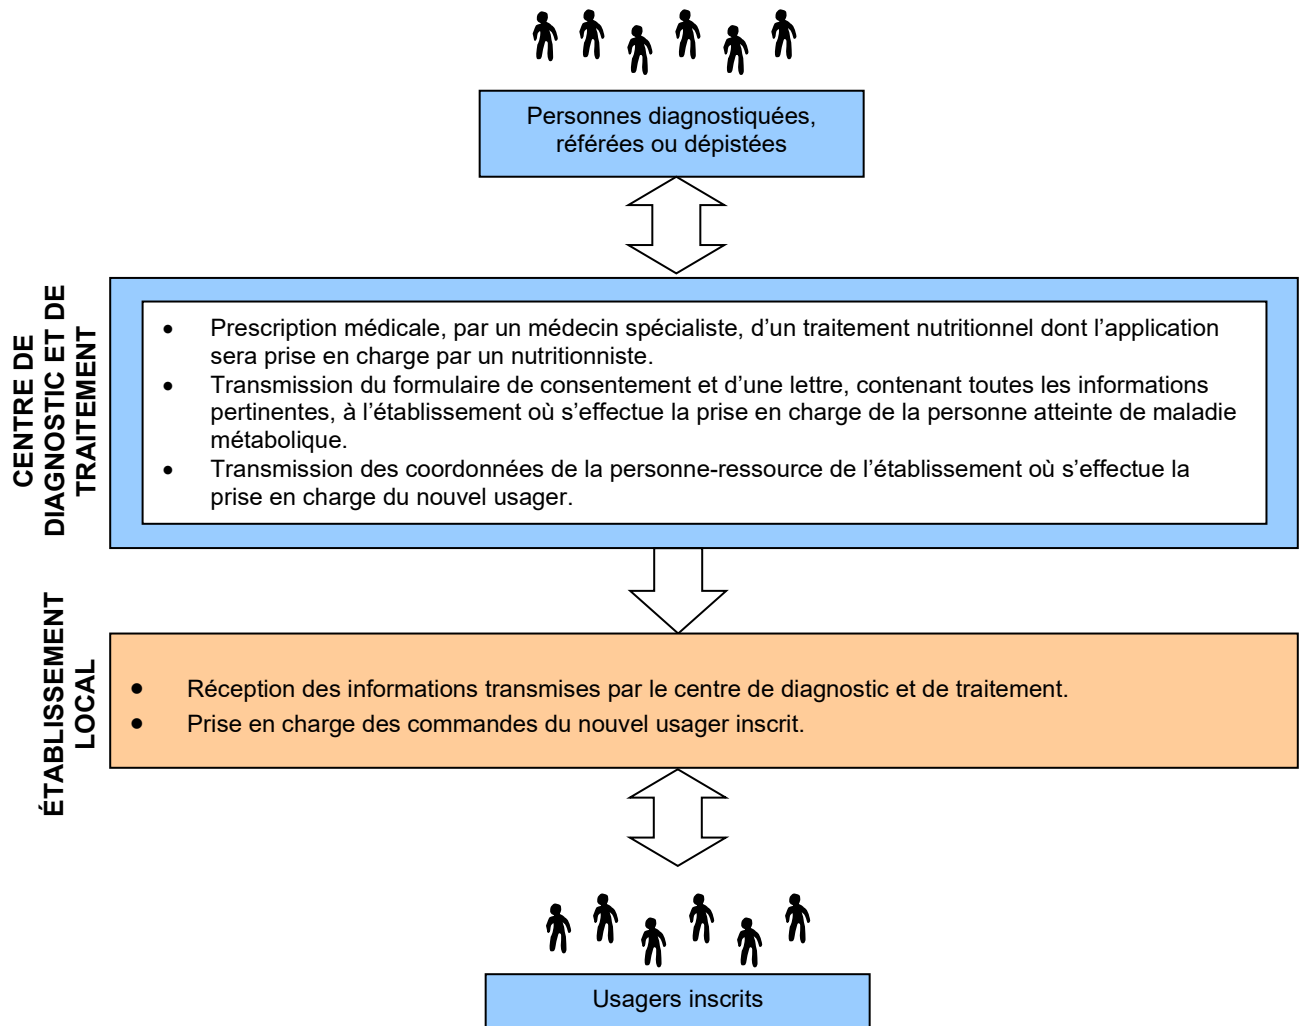 Personnes diagnostiquées,
référées ou dépistées
CENTRE DE
DIAGNOSTIC ET DE
TRAITEMENT
• Prescription médicale, par un médecin spécialiste, d’un traitement nutritionnel dont l’application
sera prise en charge par un nutritionniste.
• Transmission du formulaire de consentement et d’une lettre, contenant toutes les informations
pertinentes, à l’établissement où s’effectue la prise en charge de la personne atteinte de maladie
métabolique.
• Transmission des coordonnées de la personne-ressource de l’établissement où s’effectue la
prise en charge du nouvel usager.
ÉTABLISSEMENT
LOCAL
• Réception des informations transmises par le centre de diagnostic et de traitement.
• Prise en charge des commandes du nouvel usager inscrit.
Usagers inscrits